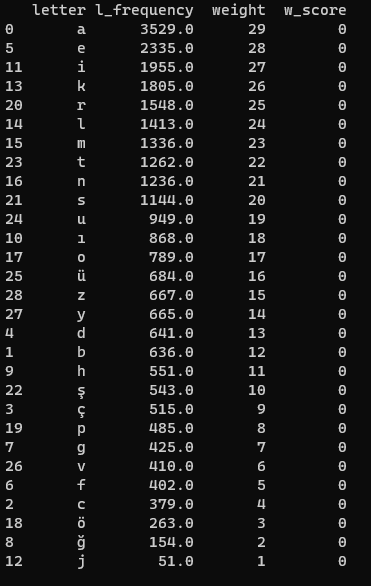 letter l_frequency weight w_score
0 a 3529.0 29 0
5 e 2335.0 28 0
11 i 1955.0 27 0
13 k 1805.0 26 0
20 r 1548.0 25 0
14 l 1413.0 24 0
15 m 1336.0 23 0
23 t 1262.0 22 0
16 n 1236.0 21 0
21 s 1144.0 20 0
24 u 949.0 19 0
10 ı 868.0 18 0
17 o 789.0 17 0
25 ü 684.0 16 0
28 z 667.0 15 0
27 y 665.0 14 0
4 d 641.0 13 0
1 b 636.0 12 0
9 h 551.0 11 0
22 ş 543.0 10 0
3 ç 515.0 9 0
19 p 485.0 8 0
7 g 425.0 7 0
26 v 410.0 6 0
6 f 402.0 5 0
2 c 379.0 4 0
18 ö 263.0 3 0
8 ğ 154.0 2 0
12 j 51.0 1 0